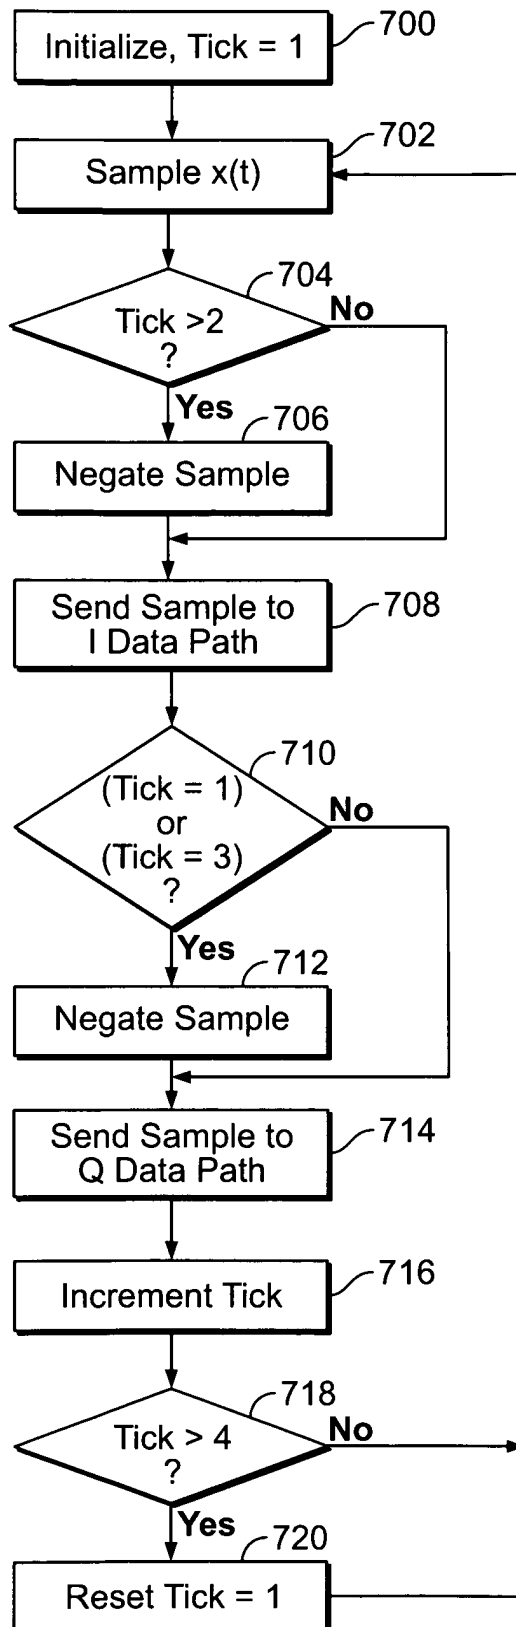 700
Initialize, Tick = 1
702
Sample x(t)
704
Tick >2
?
No
Yes
706
Negate Sample
Send Sample to
I Data Path
708
710
(Tick = 1)
or
(Tick = 3)
?
No
Yes
712
Negate Sample
Send Sample to
Q Data Path
714
716
Increment Tick
718
Tick > 4
?
No
Yes
720
Reset Tick = 1